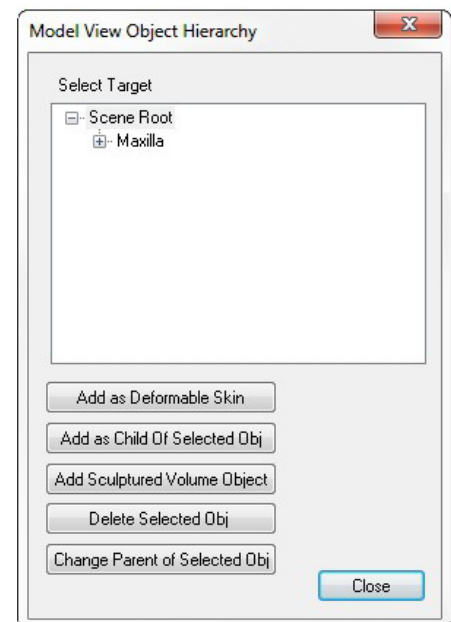 Model View Object Hierarchy
Select Target
Scene Root
Maxilla
Add as Deformable Skin
Add as Child Of Selected Obj
Add Sculptured Volume Object
Delete Selected Obj
Change Parent of Selected Obj
Close